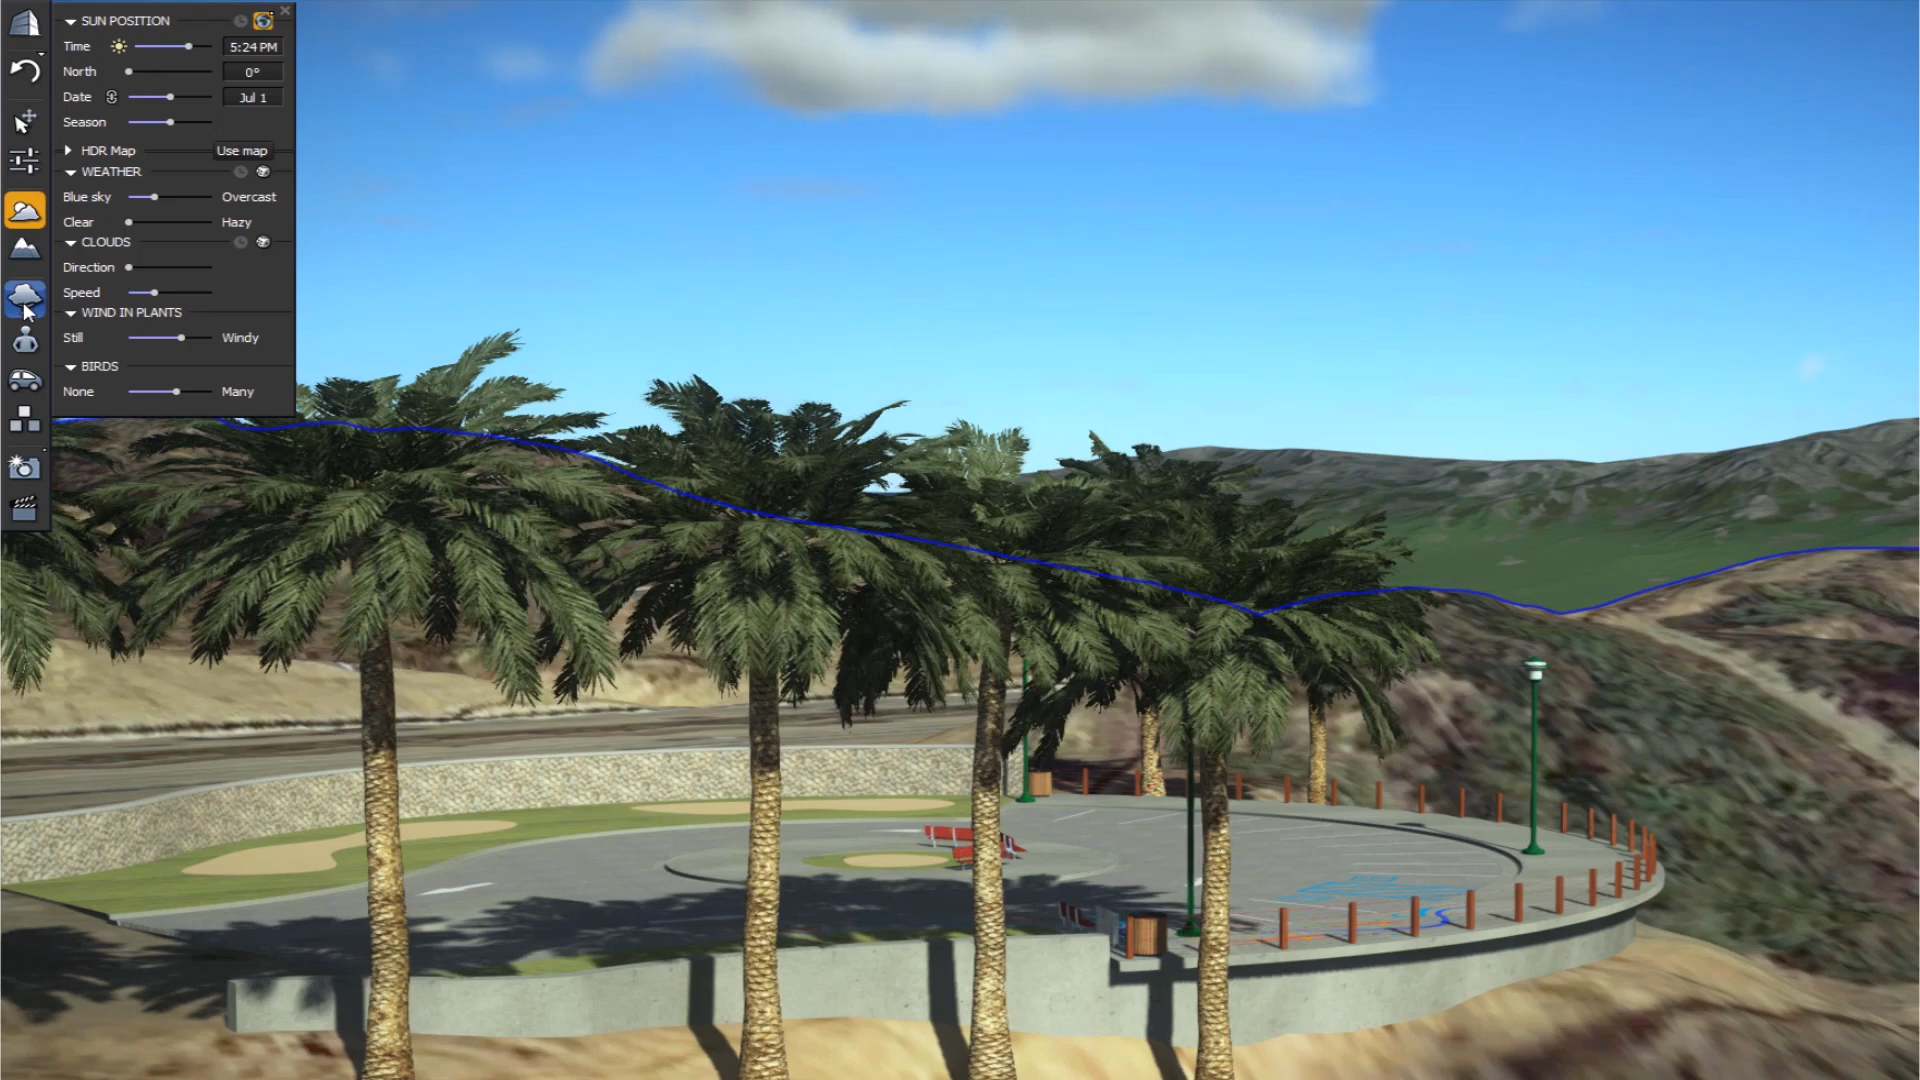 SUN POSITION
Time 5:24 PM
North 0°
Date Jul 1
Season
HDR Map Use map
WEATHER
Blue sky Overcast
Clear Hazy
CLOUDS
Direction
Speed
WIND IN PLANTS
Still Windy
BIRDS
None Many